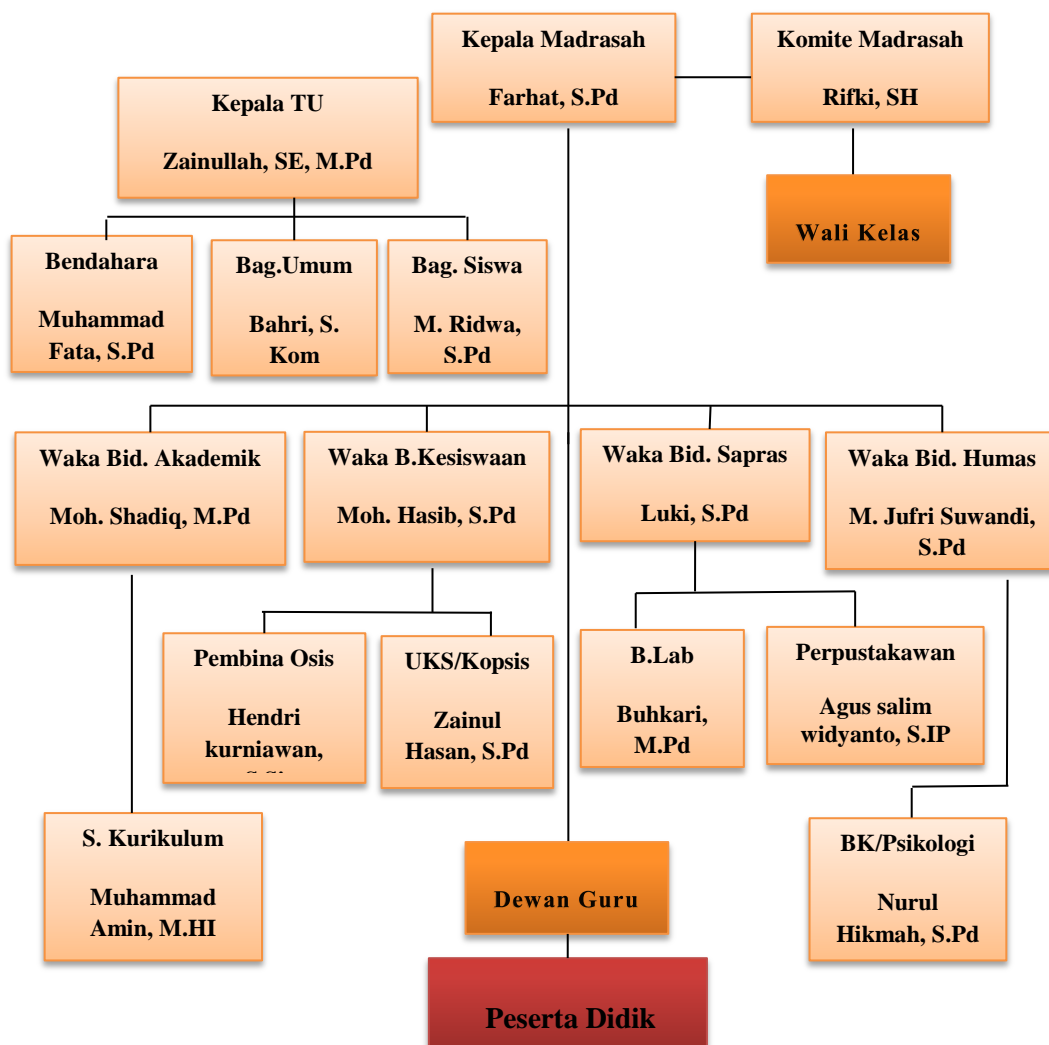 Kepala Madrasah
Farhat, S.Pd
Komite Madrasah
Rifki, SH
Kepala TU
Zainullah, SE, M.Pd
Wali Kelas
Bendahara
Muhammad
Fata, S.Pd
Bag.Umum
Bahri, S.
Kom
Bag. Siswa
M. Ridwa,
S.Pd
Waka Bid. Akademik
Moh. Shadiq, M.Pd
Waka B.Kesiswaan
Moh. Hasib, S.Pd
Waka Bid. Sapras
Luki, S.Pd
Waka Bid. Humas
M. Jufri Suwandi,
S.Pd
Pembina Osis
Hendri
kurniawan,
UKS/Kopsis
Zainul
Hasan, S.Pd
B.Lab
Buhkari,
M.Pd
Perpustakawan
Agus salim
widyanto, S.IP
S. Kurikulum
Muhammad
Amin, M.HI
Dewan Guru
BK/Psikologi
Nurul
Hikmah, S.Pd
Peserta Didik